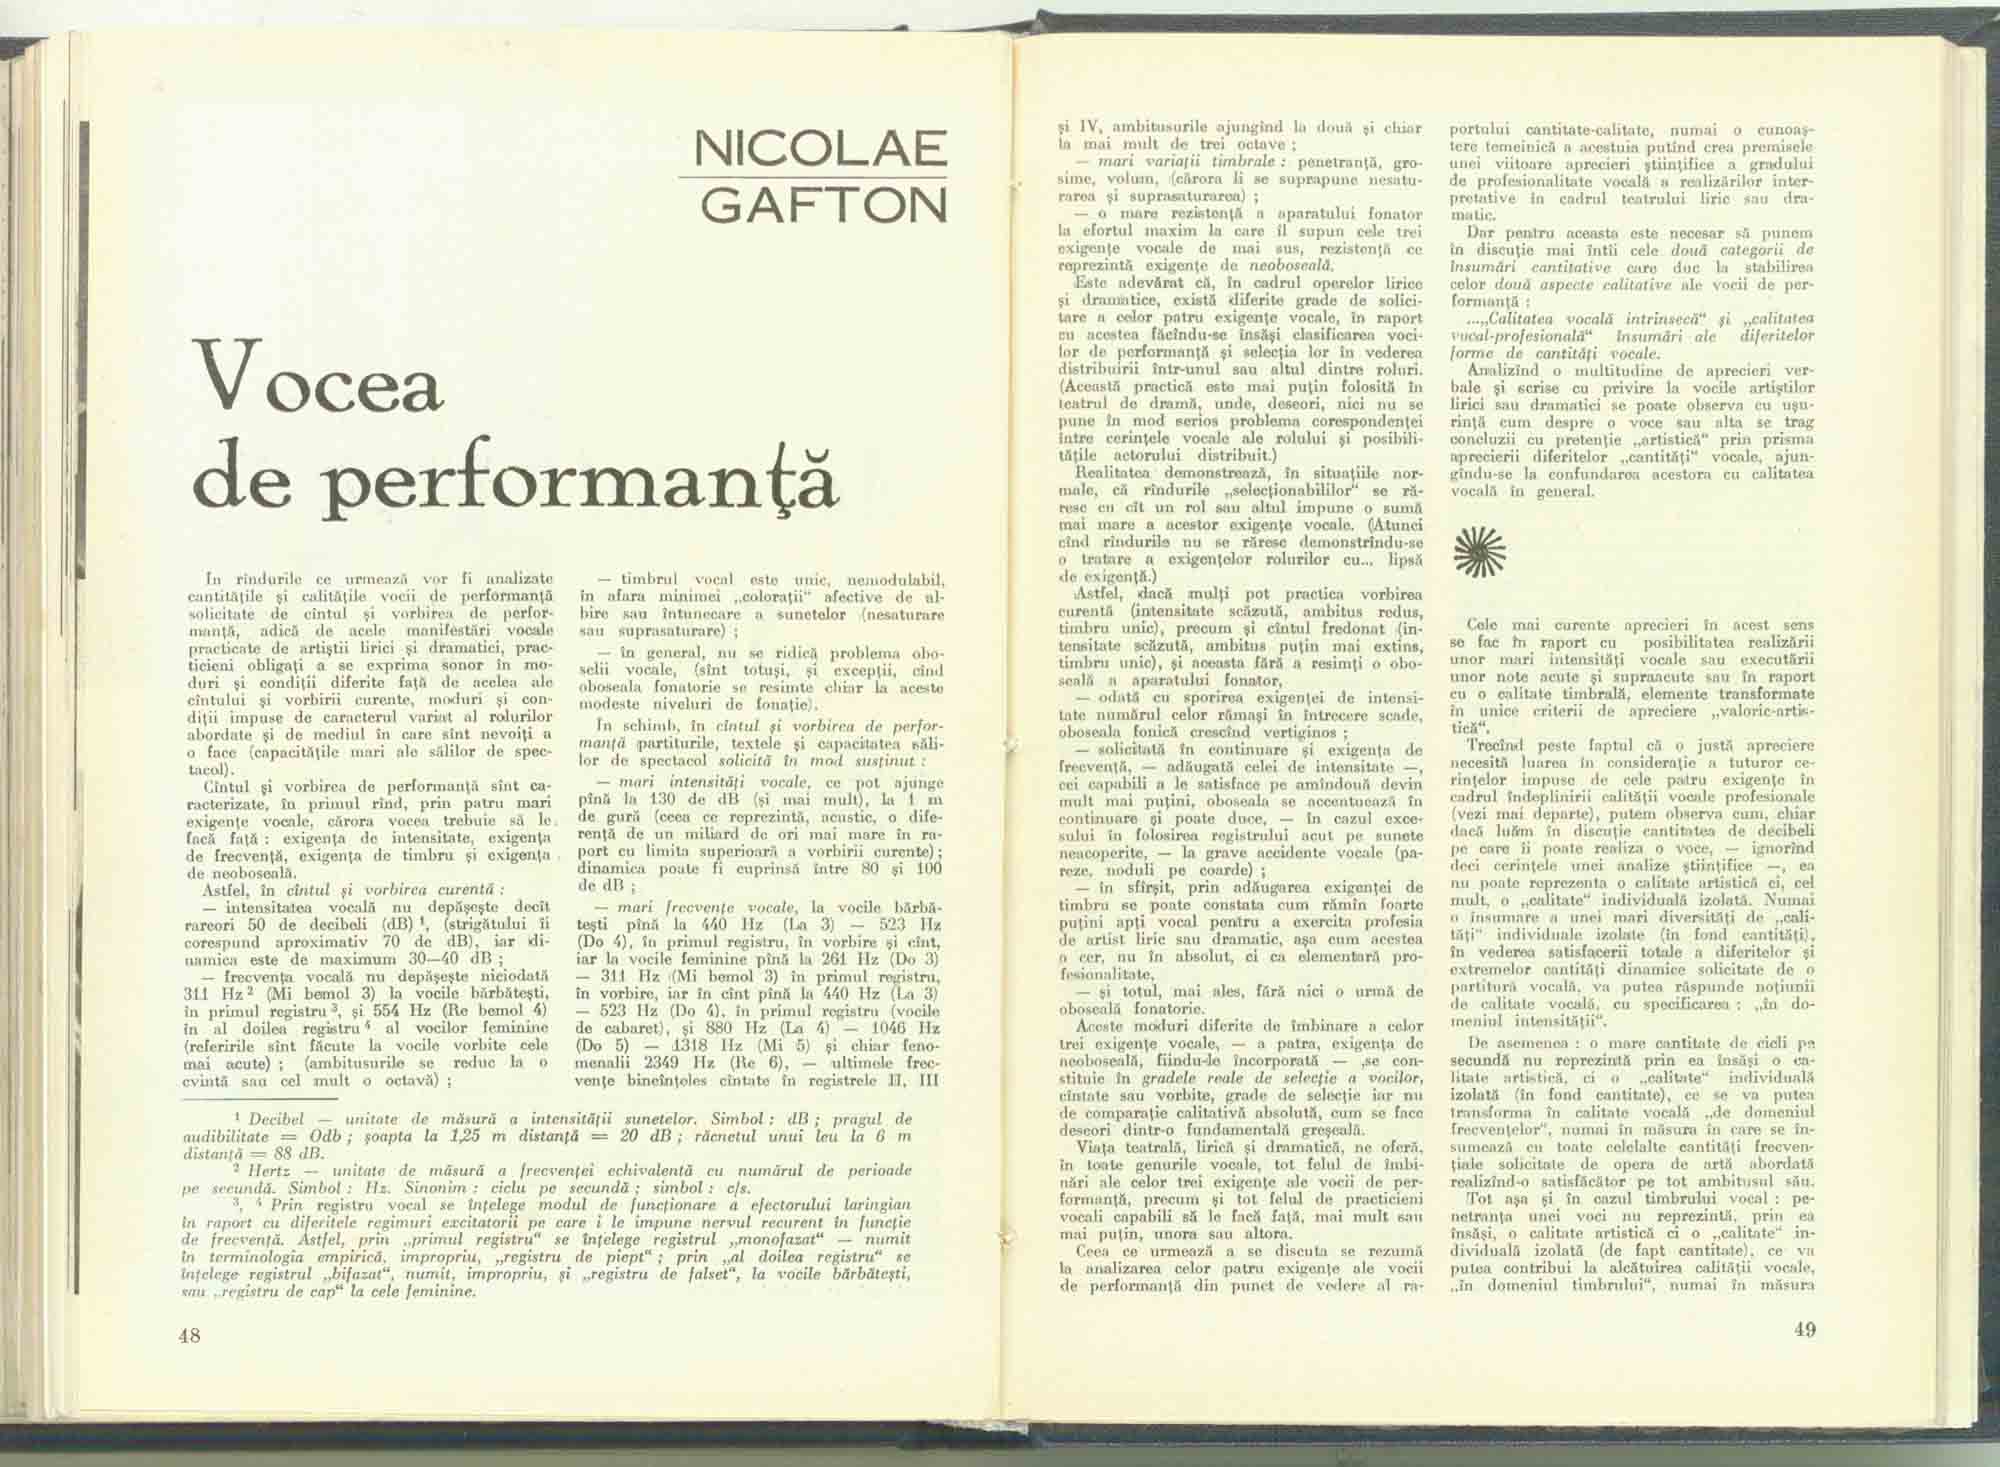 NICOLAE
GAFTON
Vocea
de performanţă
In rîndurile ce urmează vor fi analizate
cantităţile şi calităţile vocii de performanţă
solicitate de cîntul şi vorbirea de perfor-
manţă, adică de acele manifestări vocale
practicate de artiştii lirici şi dramatici, prac-
ticieni obligaţi a se exprima sonor în mo-
duri şi condiţii diferite faţă de acelea ale
cîntului şi vorbirii curente, moduri şi con-
diţii impuse de caracterul variat al rolurilor
abordate şi de mediul în care sînt nevoiţi a
o face (capacităţile mari ale sălilor de spec-
tacol).
Cîntul şi vorbirea de performanţă sînt ca-
racterizate, în primul rînd, prin patru mari
exigenţe vocale, cărora vocea trebuie să le
facă faţă : exigenţa de intensitate, exigenţa
de frecvenţă, exigenţa de timbru şi exigenţa
de neoboseală.
Astfel, în cîntul şi vorbirea curentă :
— intensitatea vocală nu depăşeşte decît
rareori 50 de decibeli (dB) ¹, (strigătului îi
corespund aproximativ 70 de dB), iar di-
namica este de maximum 30—40 dB ;
— frecvenţa vocală nu depăşeşte niciodată
311 Hz ² (Mi bemol 3) la vocile bărbăteşti,
în primul registru ³, şi 554 Hz (Re bemol 4)
în al doilea registru ⁴ al vocilor feminine
(referirile sînt făcute la vocile vorbite cele
mai acute) ; (ambitusurile se reduc la o
cvintă sau cel mult o octavă) ;
— timbrul vocal este unic, nemodulabil,
în afara minimei „coloraţii“ afective de al-
bire sau întunecare a sunetelor (nesaturare
sau suprasaturare) ;
— în general, nu se ridică problema obo-
selii vocale, (sînt totuşi, şi excepţii, cînd
oboseala fonatorie se resimte chiar la aceste
modeste niveluri de fonaţie).
In schimb, în cîntul şi vorbirea de perfor-
manţă partiturile, textele şi capacitatea săli-
lor de spectacol solicită în mod susţinut :
— mari intensităţi vocale, ce pot ajunge
pînă la 130 de dB (şi mai mult), la 1 m
de gură (ceea ce reprezintă, acustic, o dife-
renţă de un miliard de ori mai mare în ra-
port cu limita superioară a vorbirii curente) ;
dinamica poate fi cuprinsă între 80 şi 100
de dB ;
— mari frecvenţe vocale, la vocile bărbă-
teşti pînă la 440 Hz (La 3) — 523 Hz
(Do 4), în primul registru, în vorbire şi cînt,
iar la vocile feminine pînă la 261 Hz (Do 3)
— 311 Hz (Mi bemol 3) în primul registru,
în vorbire, iar în cînt pînă la 440 Hz (La 3)
— 523 Hz (Do 4), în primul registru (vocile
de cabaret), şi 880 Hz (La 4) — 1046 Hz
(Do 5) — 1318 Hz (Mi 5) şi chiar feno-
menalii 2349 Hz (Re 6), — ultimele frec-
venţe bineînţeles cîntate în registrele II, III
¹ Decibel — unitate de măsură a intensităţii sunetelor. Simbol : dB ; pragul de
audibilitate = Odb ; şoapta la 1,25 m distanţă = 20 dB ; răcnetul unui leu la 6 m
distanţă = 88 dB.
² Hertz — unitate de măsură a frecvenţei echivalentă cu numărul de perioade
pe secundă. Simbol : Hz. Sinonim : ciclu pe secundă ; simbol : c/s.
³, ⁴ Prin registru vocal se înţelege modul de funcţionare a efectorului laringian
în raport cu diferitele regimuri excitatorii pe care i le impune nervul recurent în funcţie
de frecvenţă. Astfel, prin „primul registru“ se înţelege registrul „monofazat“ — numit
în terminologia empirică, impropriu, „registru de piept“ ; prin „al doilea registru“ se
înţelege registrul „bifazat“, numit, impropriu, şi „registru de falset“, la vocile bărbăteşti,
sau „registru de cap“ la cele feminine.
48
şi IV, ambitusurile ajungînd la două şi chiar
la mai mult de trei octave ;
— mari variaţii timbrale : penetranţă, gro-
sime, volum, (cărora li se suprapune nesatu-
rarea şi suprasaturarea) ;
— o mare rezistenţă a aparatului fonator
la efortul maxim la care îl supun cele trei
exigenţe vocale de mai sus, rezistenţă ce
reprezintă exigenţe de neoboseală.
Este adevărat că, în cadrul operelor lirice
şi dramatice, există diferite grade de solici-
tare a celor patru exigenţe vocale, în raport
cu acestea făcîndu-se însăşi clasificarea voci-
lor de performanţă şi selecţia lor în vederea
distribuirii într-unul sau altul dintre roluri.
(Această practică este mai puţin folosită în
teatrul de dramă, unde, deseori, nici nu se
pune în mod serios problema corespondenţei
între cerinţele vocale ale rolului şi posibili-
tăţile actorului distribuit.)
Realitatea demonstrează, în situaţiile nor-
male, că rîndurile „selecţionabililor“ se ră-
resc cu cît un rol sau altul impune o sumă
mai mare a acestor exigenţe vocale. (Atunci
cînd rîndurile nu se răresc demonstrîndu-se
o tratare a exigenţelor rolurilor cu... lipsă
de exigenţă.)
Astfel, dacă mulţi pot practica vorbirea
curentă (intensitate scăzută, ambitus redus,
timbru unic), precum şi cîntul fredonat (in-
tensitate scăzută, ambitus puţin mai extins,
timbru unic), şi aceasta fără a resimţi o obo-
seală a aparatului fonator,
— odată cu sporirea exigenţei de intensi-
tate numărul celor rămaşi în întrecere scade,
oboseala fonică crescînd vertiginos ;
— solicitată în continuare şi exigenţa de
frecvenţă, — adăugată celei de intensitate —,
cei capabili a le satisface pe amîndouă devin
mult mai puţini, oboseala se accentuează în
continuare şi poate duce, — în cazul exce-
sului în folosirea registrului acut pe sunete
neacoperite, — la grave accidente vocale (pa-
reze, noduli pe coarde) ;
— în sfîrşit, prin adăugarea exigenţei de
timbru se poate constata cum rămîn foarte
puţini apţi vocal pentru a exercita profesia
de artist liric sau dramatic, aşa cum acestea
o cer, nu în absolut, ci ca elementară pro-
fesionalitate,
— şi totul, mai ales, fără nici o urmă de
oboseală fonatorie.
Aceste moduri diferite de îmbinare a celor
trei exigenţe vocale, — a patra, exigenţa de
neoboseală, fiindu-le încorporată — ,se con-
stituie în gradele reale de selecţie a vocilor,
cîntate sau vorbite, grade de selecţie iar nu
de comparaţie calitativă absolută, cum se face
deseori dintr-o fundamentală greşeală.
Viaţa teatrală, lirică şi dramatică, ne oferă,
în toate genurile vocale, tot felul de îmbi-
nări ale celor trei exigenţe ale vocii de per-
formanţă, precum şi tot felul de practicieni
vocali capabili să le facă faţă, mai mult sau
mai puţin, unora sau altora.
Ceea ce urmează a se discuta se rezumă
la analizarea celor patru exigenţe ale vocii
de performanţă din punct de vedere al ra-
portului cantitate-calitate, numai o cunoaş-
tere temeinică a acestuia putînd crea premisele
unei viitoare aprecieri ştiinţifice a gradului
de profesionalitate vocală a realizărilor inter-
pretative în cadrul teatrului liric sau dra-
matic.
Dar pentru aceasta este necesar să punem
în discuţie mai întîi cele două categorii de
însumări cantitative care duc la stabilirea
celor două aspecte calitative ale vocii de per-
formanţă :
...„Calitatea vocală intrinsecă“ şi „calitatea
vocal-profesională“ însumări ale diferitelor
forme de cantităţi vocale.
Analizînd o multitudine de aprecieri ver-
bale şi scrise cu privire la vocile artiştilor
lirici sau dramatici se poate observa cu uşu-
rinţă cum despre o voce sau alta se trag
concluzii cu pretenţie „artistică“ prin prisma
aprecierii diferitelor „cantităţi“ vocale, ajun-
gîndu-se la confundarea acestora cu calitatea
vocală în general.
Cele mai curente aprecieri în acest sens
se fac în raport cu posibilitatea realizării
unor mari intensităţi vocale sau executării
unor note acute şi supraacute sau în raport
cu o calitate timbrală, elemente transformate
în unice criterii de apreciere „valoric-artis-
tică“.
Trecînd peste faptul că o justă apreciere
necesită luarea în consideraţie a tuturor ce-
rinţelor impuse de cele patru exigenţe în
cadrul îndeplinirii calităţii vocale profesionale
(vezi mai departe), putem observa cum, chiar
dacă luăm în discuţie cantitatea de decibeli
pe care îi poate realiza o voce, — ignorînd
deci cerinţele unei analize ştiinţifice —, ea
nu poate reprezenta o calitate artistică ci, cel
mult, o „calitate“ individuală izolată. Numai
o însumare a unei mari diversităţi de „cali-
tăţi“ individuale izolate (în fond cantităţi),
în vederea satisfacerii totale a diferitelor şi
extremelor cantităţi dinamice solicitate de o
partitură vocală, va putea răspunde noţiunii
de calitate vocală, cu specificarea : „în do-
meniul intensităţii“.
De asemenea : o mare cantitate de cicli pe
secundă nu reprezintă prin ea însăşi o ca-
litate artistică, ci o „calitate“ individuală
izolată (în fond cantitate), ce se va putea
transforma în calitate vocală „de domeniul
frecvenţelor“, numai în măsura în care se în-
sumează cu toate celelalte cantităţi frecven-
ţiale solicitate de opera de artă abordată
realizînd-o satisfăcător pe tot ambitusul său.
Tot aşa şi în cazul timbrului vocal : pe-
netranţa unei voci nu reprezintă, prin ea
însăşi, o calitate artistică ci o „calitate“ in-
dividuală izolată (de fapt cantitate), ce va
putea contribui la alcătuirea calităţii vocale,
„în domeniul timbrului“, numai în măsura
49